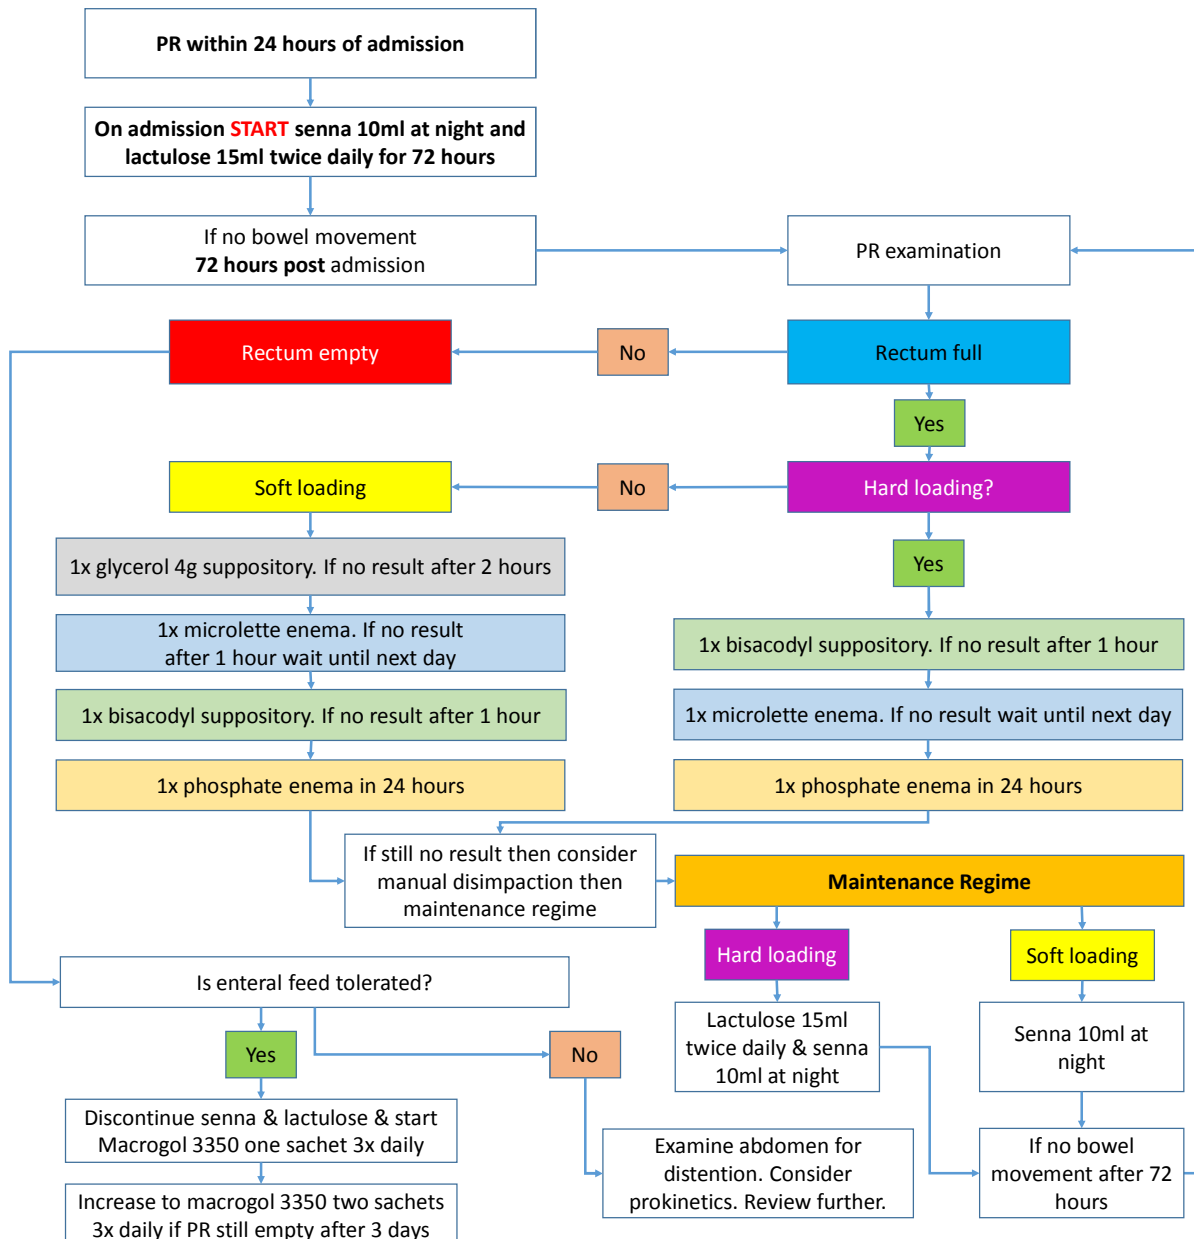 PR within 24 hours of admission
On admission START senna 10ml at night and
lactulose 15ml twice daily for 72 hours
If no bowel movement
72 hours post admission
PR examination
Rectum empty
No
Rectum full
Yes
Soft loading
No
Hard loading?
Yes
1x glycerol 4g suppository. If no result after 2 hours
1x microlette enema. If no result
after 1 hour wait until next day
1x bisacodyl suppository. If no result after 1 hour
1x phosphate enema in 24 hours
1x bisacodyl suppository. If no result after 1 hour
1x microlette enema. If no result wait until next day
1x phosphate enema in 24 hours
If still no result then consider
manual disimpaction then
maintenance regime
Maintenance Regime
Hard loading
Soft loading
Lactulose 15ml
twice daily & senna
10ml at night
Senna 10ml at
night
If no bowel
movement after 72
hours
Is enteral feed tolerated?
Yes
No
Discontinue senna & lactulose & start
Macrogol 3350 one sachet 3x daily
Increase to macrogol 3350 two sachets
3x daily if PR still empty after 3 days
Examine abdomen for
distention. Consider
prokinetics. Review further.